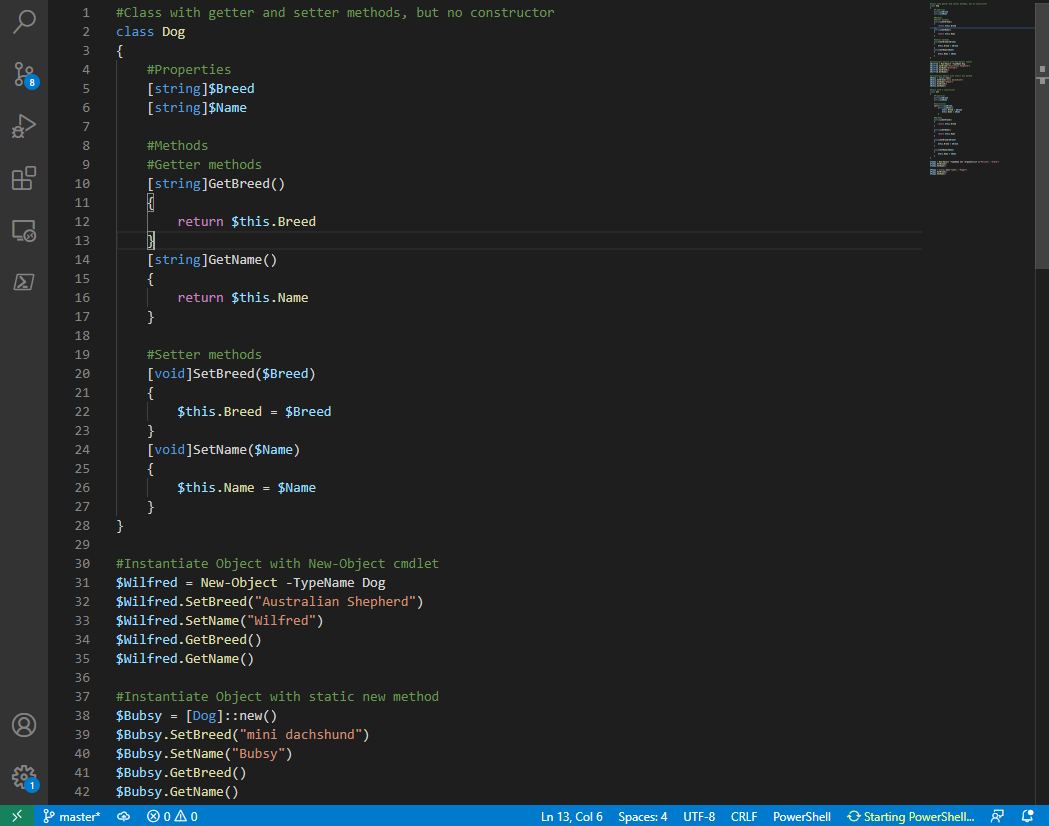 1 #Class with getter and setter methods, but no constructor
2 class Dog
3 {
4 #Properties
5 [string]$Breed
6 [string]$Name
7
8 #Methods
9 #Getter methods
10 [string]GetBreed()
11 {
12 return $this.Breed
13 }
14 [string]GetName()
15 {
16 return $this.Name
17 }
18
19 #Setter methods
20 [void]SetBreed($Breed)
21 {
22 $this.Breed = $Breed
23 }
24 [void]SetName($Name)
25 {
26 $this.Name = $Name
27 }
28 }
29
30 #Instantiate Object with New-Object cmdlet
31 $Wilfred = New-Object -TypeName Dog
32 $Wilfred.SetBreed("Australian Shepherd")
33 $Wilfred.SetName("Wilfred")
34 $Wilfred.GetBreed()
35 $Wilfred.GetName()
36
37 #Instantiate Object with static new method
38 $Bubsy = [Dog]::new()
39 $Bubsy.SetBreed("mini dachshund")
40 $Bubsy.SetName("Bubsy")
41 $Bubsy.GetBreed()
42 $Bubsy.GetName()
8
1
master* 0 0 Ln 13, Col 6 Spaces: 4 UTF-8 CRLF PowerShell Starting PowerShell...